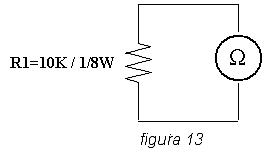 R1=10K / 1/8W
Ω
figura 13